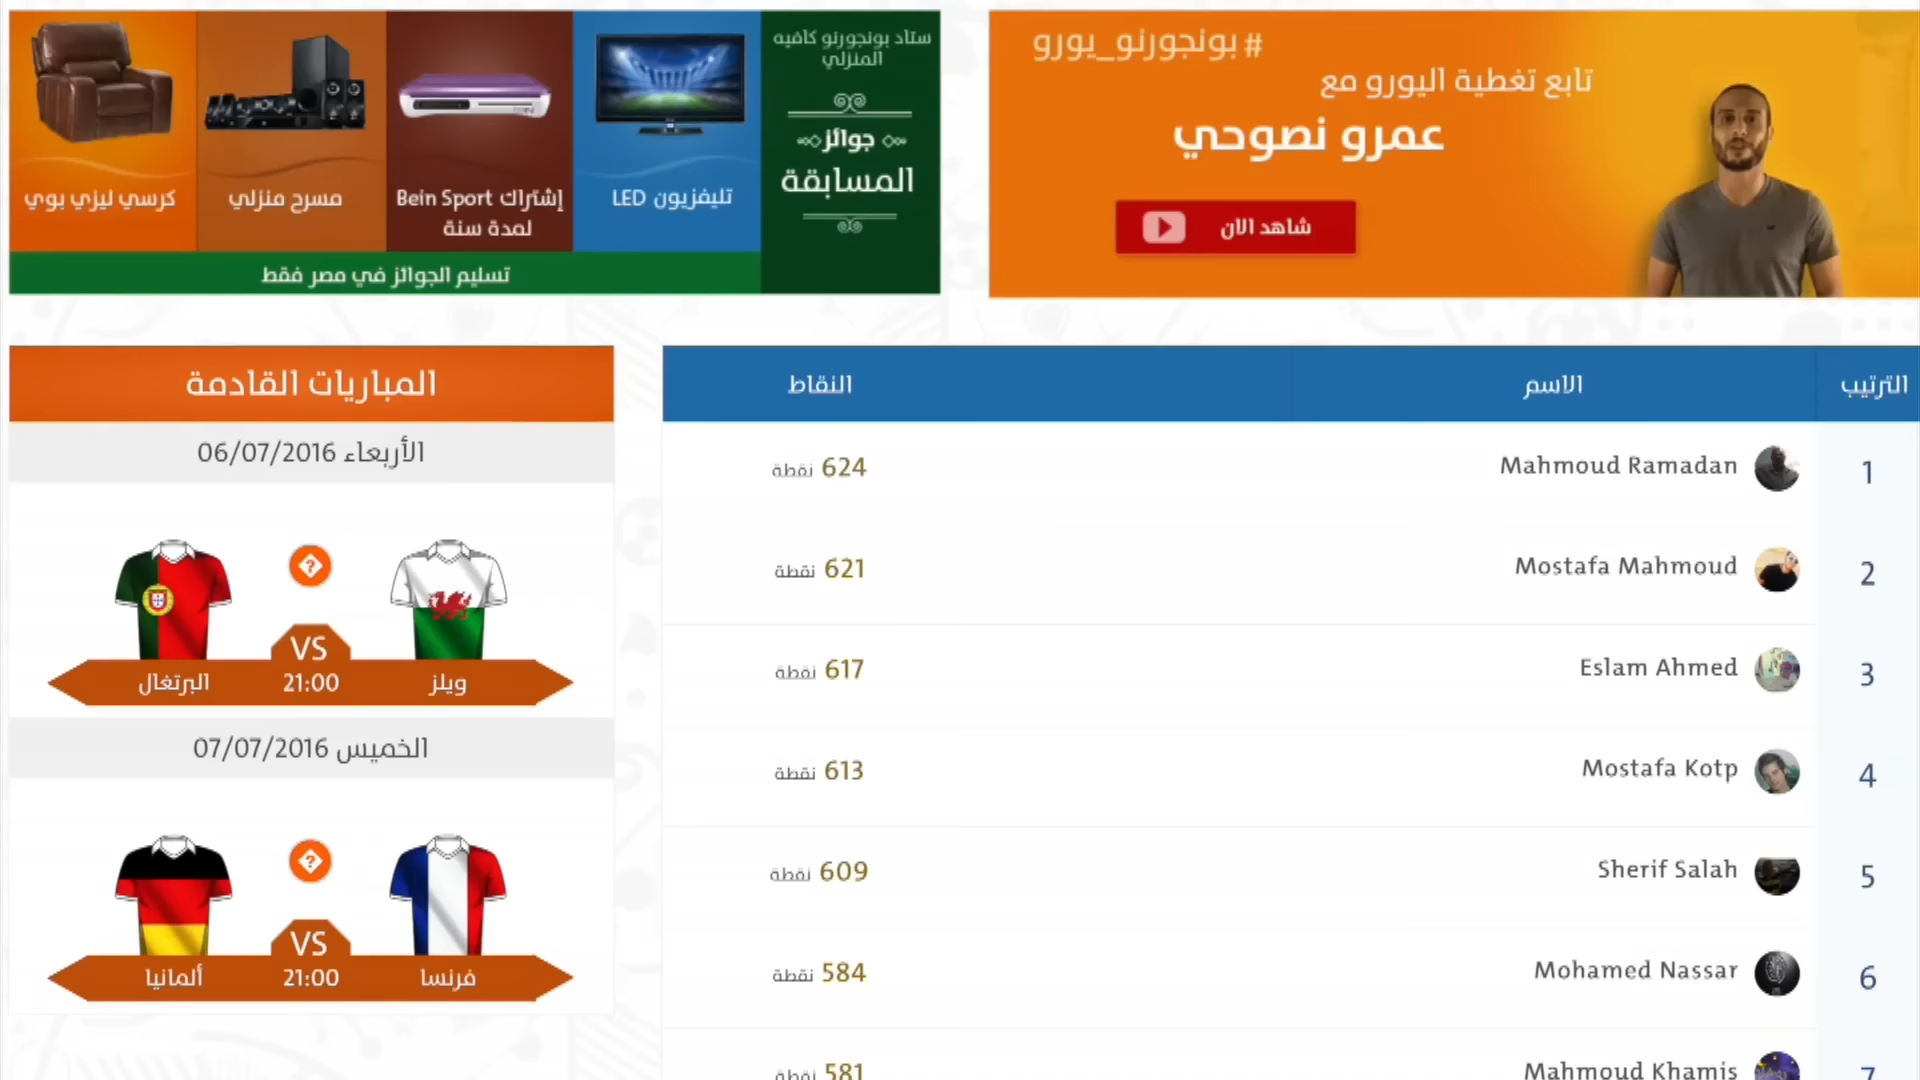 #بونجورنو_يورو
تابع تغطية اليورو مع
عمرو نصوحي
شاهد الان
ستاد بونجورنو كافيه
المنزلي
جوائز
المسابقة
تليفزيون LED
إشتراك Bein Sport
لمدة سنة
مسرح منزلي
كرسي ليزي بوي
تسليم الجوائز في مصر فقط
الترتيب
الاسم
النقاط
1
Mahmoud Ramadan
624 نقطة
2
Mostafa Mahmoud
621 نقطة
3
Eslam Ahmed
617 نقطة
4
Mostafa Kotp
613 نقطة
5
Sherif Salah
609 نقطة
6
Mohamed Nassar
584 نقطة
7
Mahmoud Khamis
581 نقطة
المباريات القادمة
الأربعاء 06/07/2016
?
VS
ويلز
21:00
البرتغال
الخميس 07/07/2016
?
VS
فرنسا
21:00
ألمانيا